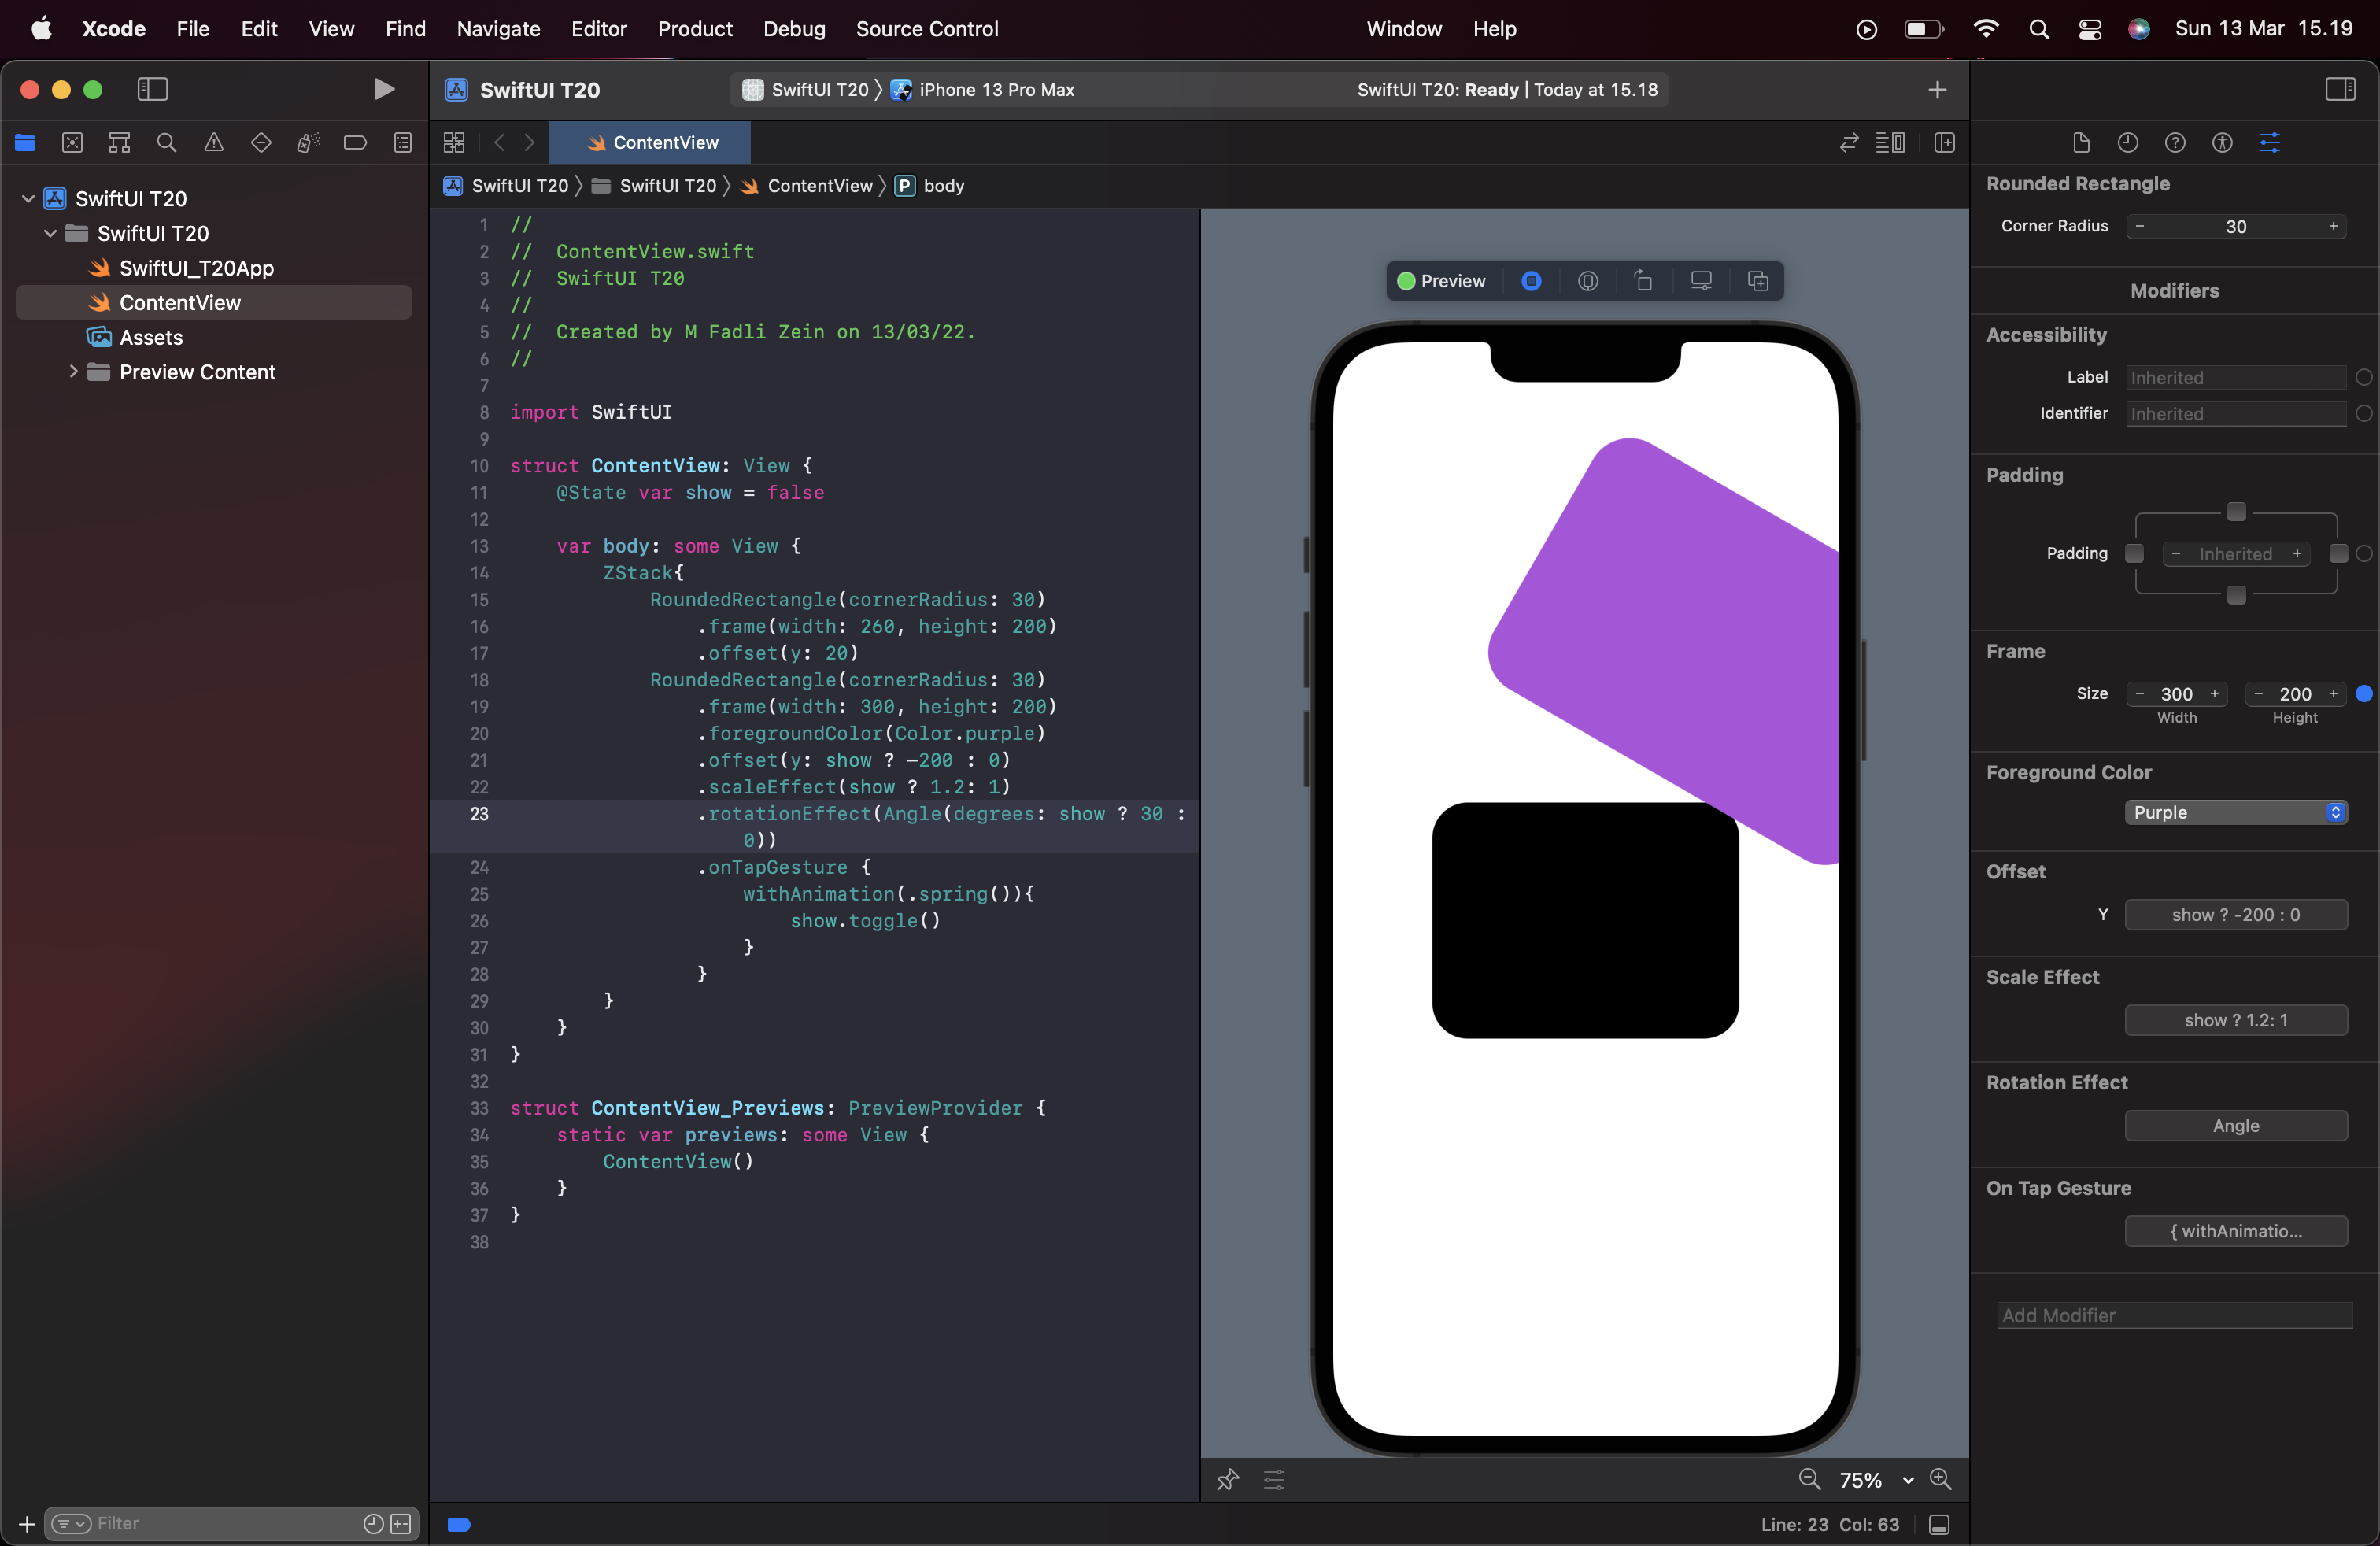 Xcode File Edit View Find Navigate Editor Product Debug Source Control Window Help Sun 13 Mar 15.19
SwiftUI T20
SwiftUI T20 iPhone 13 Pro Max
SwiftUI T20: Ready | Today at 15.18
ContentView
SwiftUI T20 SwiftUI T20 ContentView P body
SwiftUI T20
SwiftUI T20
SwiftUI_T20App
ContentView
Assets
Preview Content
Filter
1 //
2 //  ContentView.swift
3 //  SwiftUI T20
4 //
5 //  Created by M Fadli Zein on 13/03/22.
6 //
7
8 import SwiftUI
9
10 struct ContentView: View {
11     @State var show = false
12
13     var body: some View {
14         ZStack{
15             RoundedRectangle(cornerRadius: 30)
16                 .frame(width: 260, height: 200)
17                 .offset(y: 20)
18             RoundedRectangle(cornerRadius: 30)
19                 .frame(width: 300, height: 200)
20                 .foregroundColor(Color.purple)
21                 .offset(y: show ? -200 : 0)
22                 .scaleEffect(show ? 1.2: 1)
23                 .rotationEffect(Angle(degrees: show ? 30 :
0))
24                 .onTapGesture {
25                     withAnimation(.spring()){
26                         show.toggle()
27                     }
28                 }
29         }
30     }
31 }
32
33 struct ContentView_Previews: PreviewProvider {
34     static var previews: some View {
35         ContentView()
36     }
37 }
38
Preview
75%
Line: 23 Col: 63
Rounded Rectangle
Corner Radius - 30 +
Modifiers
Accessibility
Label Inherited
Identifier Inherited
Padding
Padding - Inherited +
Frame
Size - 300 + - 200 +
Width Height
Foreground Color
Purple
Offset
Y show ? -200 : 0
Scale Effect
show ? 1.2: 1
Rotation Effect
Angle
On Tap Gesture
{ withAnimatio...
Add Modifier